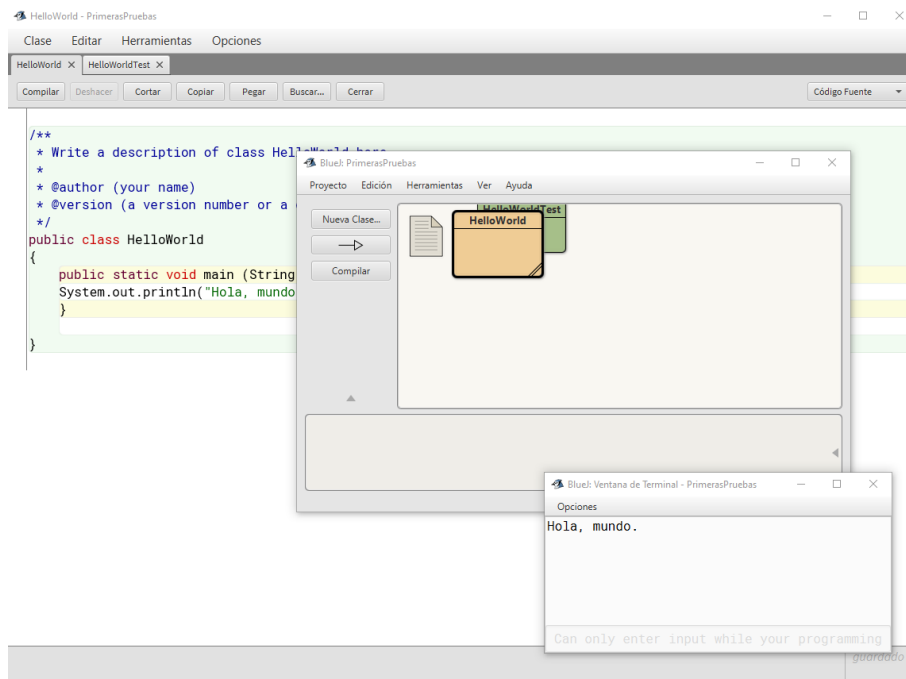 HelloWorld - PrimerasPruebas
Clase Editar Herramientas Opciones
HelloWorld HelloWorldTest
Compilar Deshacer Cortar Copiar Pegar Buscar... Cerrar Código Fuente
/**
* Write a description of class HelloWorld here.
*
* @author (your name)
* @version (a version number or a
*/
public class HelloWorld
{
public static void main (String
System.out.println("Hola, mundo
}
}
BlueJ: PrimerasPruebas
Proyecto Edición Herramientas Ver Ayuda
Nueva Clase...
Compilar
HelloWorldTest
HelloWorld
BlueJ: Ventana de Terminal - PrimerasPruebas
Opciones
Hola, mundo.
Can only enter input while your programming
guardado